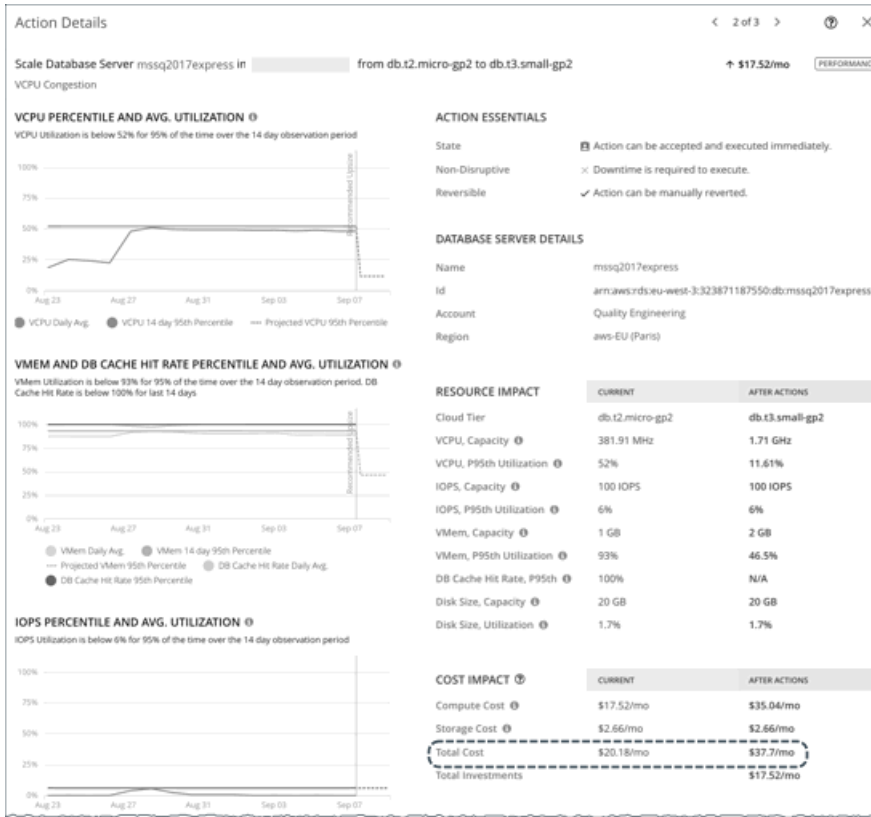 Action Details
2 of 3
Scale Database Server mssq2017express in from db.t2.micro-gp2 to db.t3.small-gp2
↑ $17.52/mo
VCPU Congestion
VCPU PERCENTILE AND AVG. UTILIZATION
VCPU Utilization is below 52% for 95% of the time over the 14 day observation period
100%
75%
50%
25%
0%
Recommended Upsize
Aug 23 Aug 27 Aug 31 Sep 03 Sep 07
VCPU Daily Avg. VCPU 14 day 95th Percentile Projected VCPU 95th Percentile
VMEM AND DB CACHE HIT RATE PERCENTILE AND AVG. UTILIZATION
VMem Utilization is below 93% for 95% of the time over the 14 day observation period. DB
Cache Hit Rate is below 100% for last 14 days
100%
75%
50%
25%
0%
Recommended Upsize
Aug 23 Aug 27 Aug 31 Sep 03 Sep 07
VMem Daily Avg. VMem 14 day 95th Percentile
Projected VMem 95th Percentile DB Cache Hit Rate Daily Avg.
DB Cache Hit Rate 95th Percentile
IOPS PERCENTILE AND AVG. UTILIZATION
IOPS Utilization is below 6% for 95% of the time over the 14 day observation period
100%
75%
50%
25%
0%
Aug 23 Aug 27 Aug 31 Sep 03 Sep 07
ACTION ESSENTIALS
State Action can be accepted and executed immediately.
Non-Disruptive Downtime is required to execute.
Reversible Action can be manually reverted.
DATABASE SERVER DETAILS
Name mssq2017express
Id arn:aws:rds:eu-west-3:323871187550:db:mssq2017express
Account Quality Engineering
Region aws-EU (Paris)
RESOURCE IMPACT CURRENT AFTER ACTIONS
Cloud Tier db.t2.micro-gp2 db.t3.small-gp2
VCPU, Capacity 381.91 MHz 1.71 GHz
VCPU, P95th Utilization 52% 11.61%
IOPS, Capacity 100 IOPS 100 IOPS
IOPS, P95th Utilization 6% 6%
VMem, Capacity 1 GB 2 GB
VMem, P95th Utilization 93% 46.5%
DB Cache Hit Rate, P95th 100% N/A
Disk Size, Capacity 20 GB 20 GB
Disk Size, Utilization 1.7% 1.7%
COST IMPACT CURRENT AFTER ACTIONS
Compute Cost $17.52/mo $35.04/mo
Storage Cost $2.66/mo $2.66/mo
Total Cost $20.18/mo $37.7/mo
Total Investments $17.52/mo